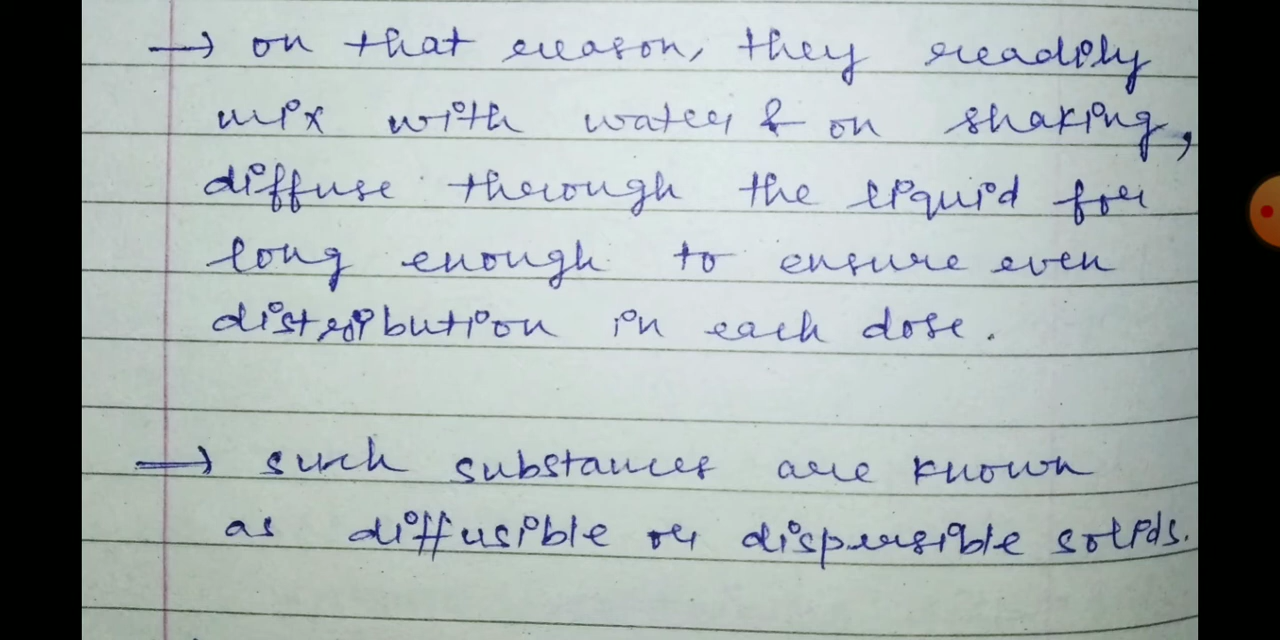 → on that reason, they readily
mix with water & on shaking,
diffuse through the liquid for
long enough to ensure even
distribution in each dose.
→ such substances are known
as diffusible or dispersible solids.